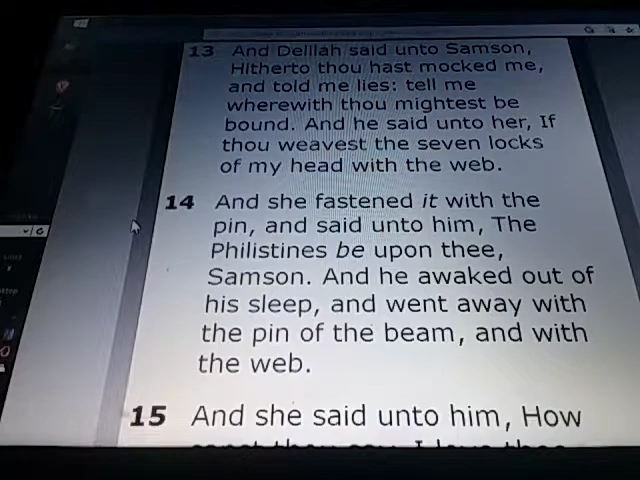 13 And Delilah said unto Samson,
Hitherto thou hast mocked me,
and told me lies: tell me
wherewith thou mightest be
bound. And he said unto her, If
thou weavest the seven locks
of my head with the web.
14 And she fastened it with the
pin, and said unto him, The
Philistines be upon thee,
Samson. And he awaked out of
his sleep, and went away with
the pin of the beam, and with
the web.
15 And she said unto him, How